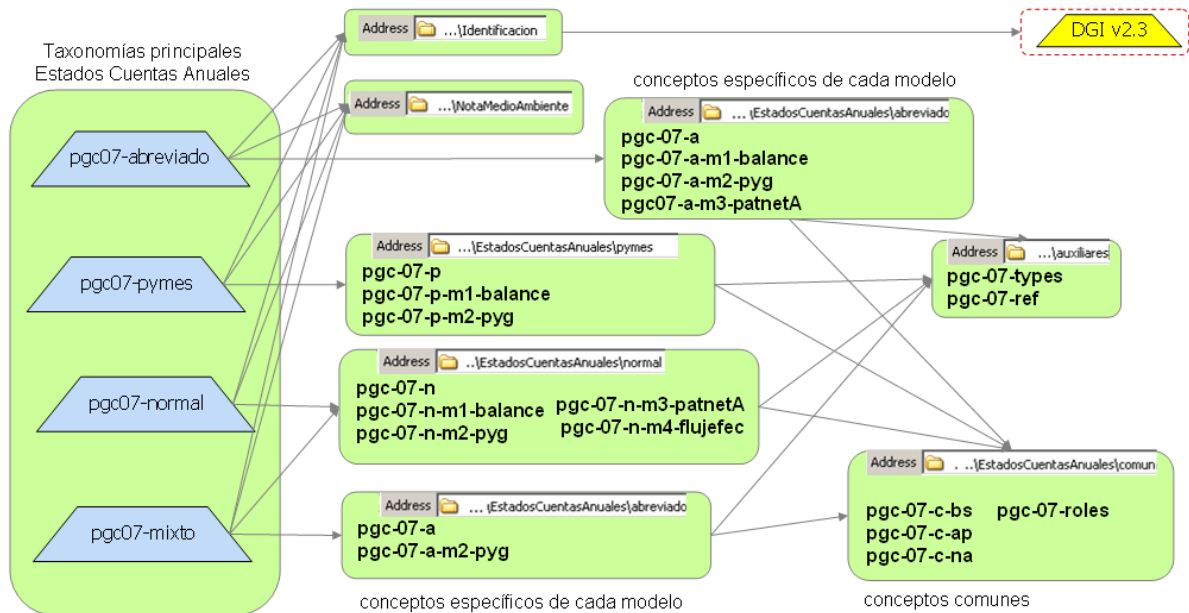 Taxonomías principales
Estados Cuentas Anuales
pgc07-abreviado
pgc07-pymes
pgc07-normal
pgc07-mixto
Address ...\Identificacion
DGI v2.3
Address ...\NotaMedioAmbiente
conceptos específicos de cada modelo
Address ... \EstadosCuentasAnuales\abreviado
pgc-07-a
pgc-07-a-m1-balance
pgc-07-a-m2-pyg
pgc07-a-m3-patnetA
Address ...\EstadosCuentasAnuales\pymes
pgc-07-p
pgc-07-p-m1-balance
pgc-07-p-m2-pyg
Address ...\auxiliares
pgc-07-types
pgc-07-ref
Address ..\EstadosCuentasAnuales\normal
pgc-07-n
pgc-07-n-m1-balance
pgc-07-n-m2-pyg
pgc-07-n-m3-patnetA
pgc-07-n-m4-flujefec
Address ... \EstadosCuentasAnuales\abreviado
pgc-07-a
pgc-07-a-m2-pyg
conceptos específicos de cada modelo
Address . ...\EstadosCuentasAnuales\comun
pgc-07-c-bs
pgc-07-c-ap
pgc-07-c-na
pgc-07-roles
conceptos comunes